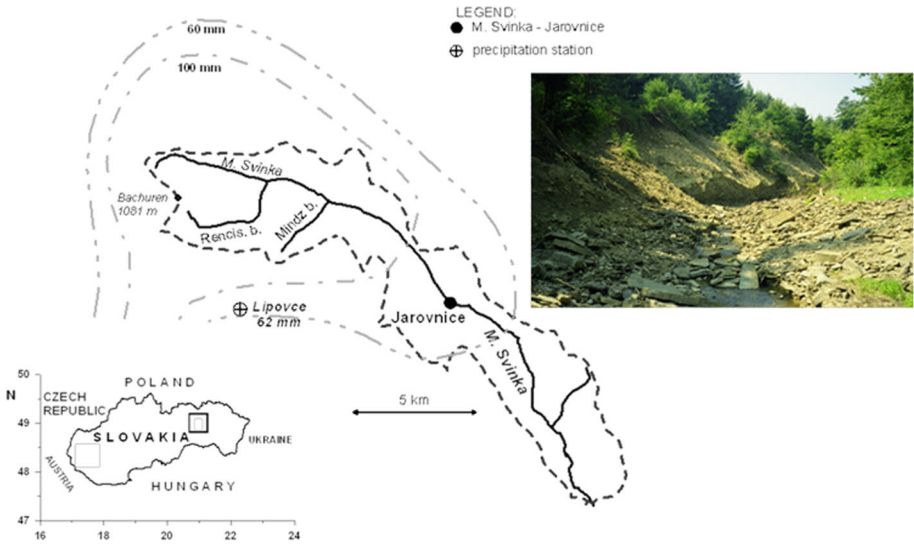 LEGEND:
M. Svinka - Jarovnice
precipitation station
60 mm
100 mm
M. Svinka
Bachuren
1081 m
Rencis. b.
Mindz. b.
Lipovce
62 mm
Jarovnice
M. Svinka
5 km
50
N
49
48
47
16
18
20
22
24
POLAND
CZECH
REPUBLIC
SLOVAKIA
UKRAINE
AUSTRIA
HUNGARY